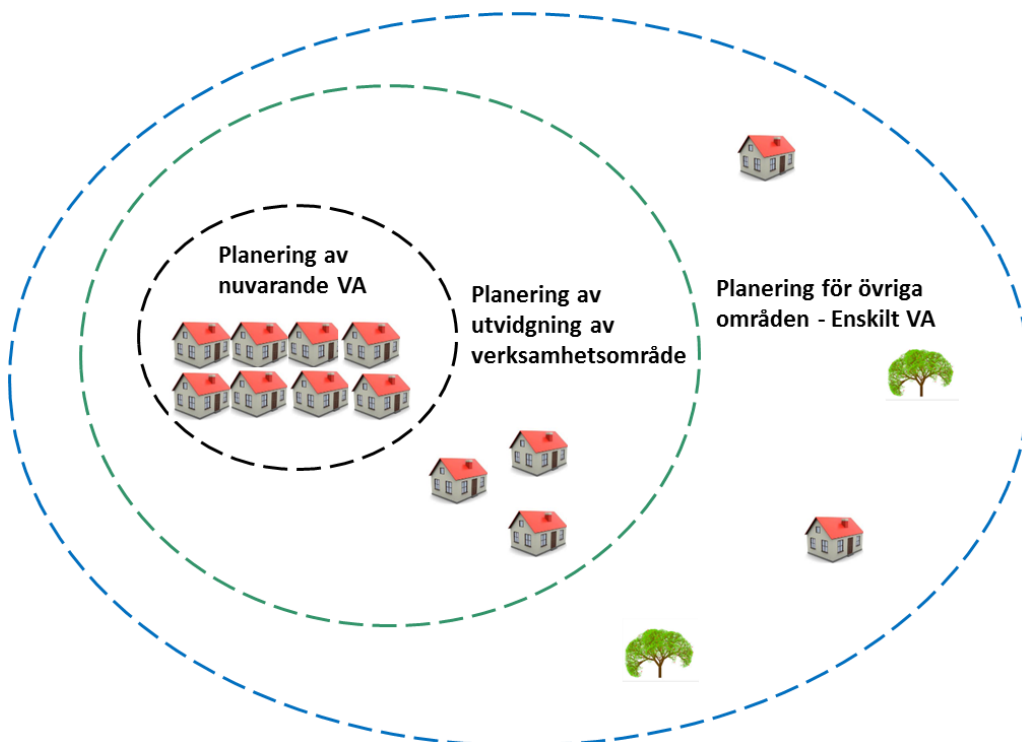 Planering av
nuvarande VA
Planering av
utvidgning av
verksamhetsområde
Planering för övriga
områden - Enskilt VA